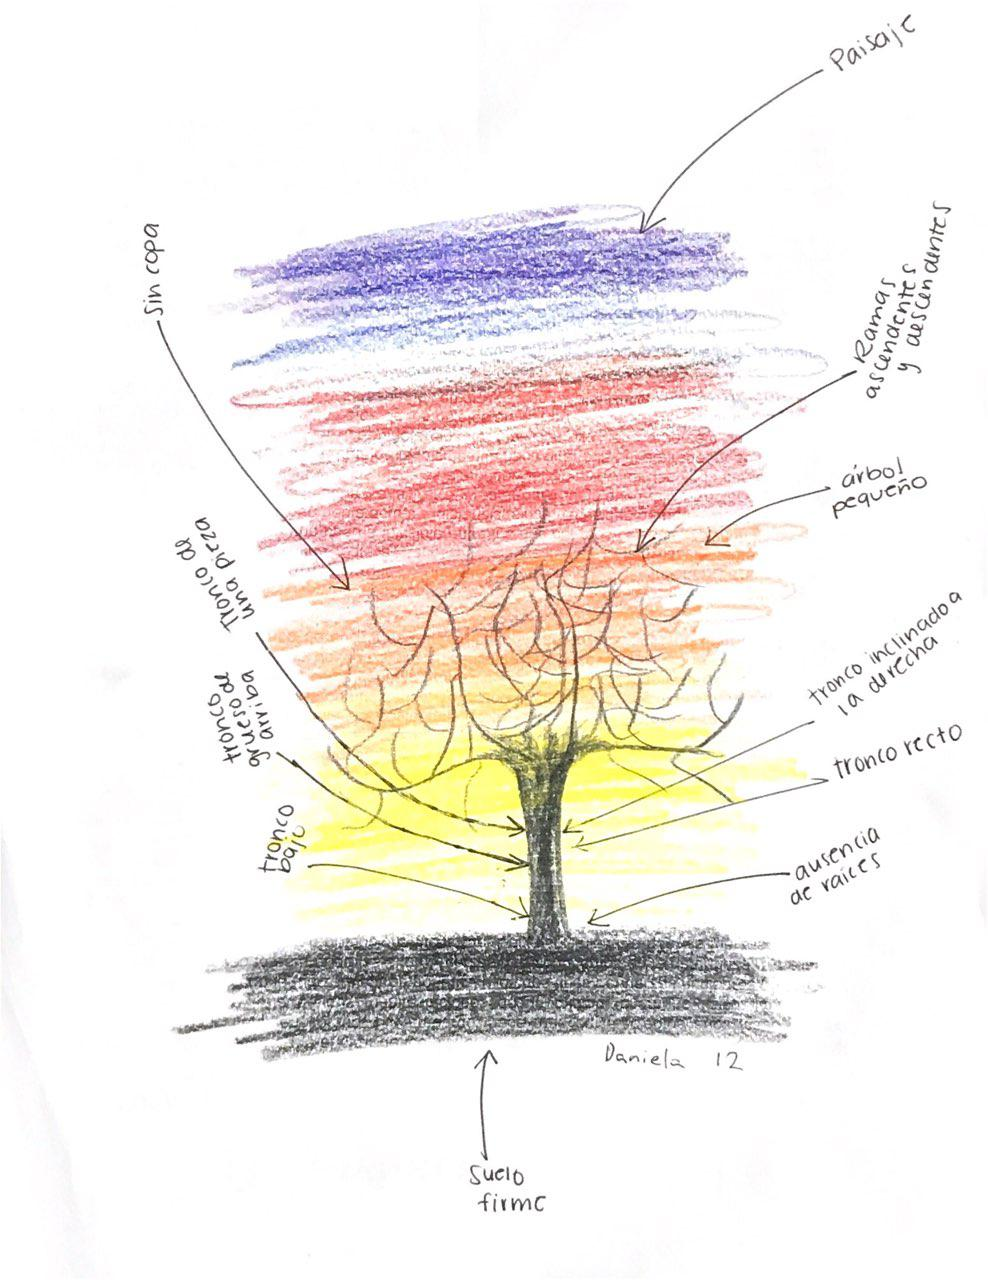 Paisaje
sin copa
Ramas
ascendentes
y descendentes
árbol
pequeño
Tronco de
una pieza
tronco inclinado a
la derecha
tronco
grueso de
arriba
tronco recto
tronco
bajo
ausencia
de raíces
Daniela 12
suelo
firme